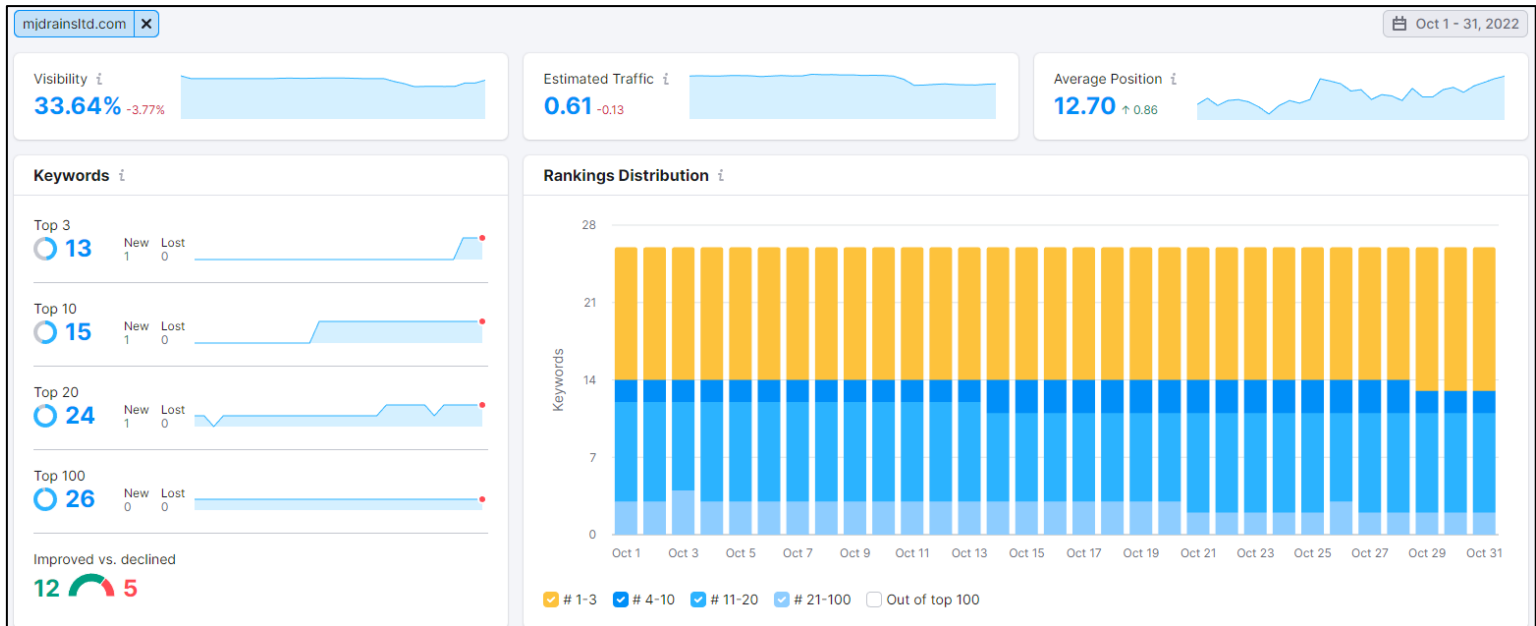 mjdrainsltd.com
Oct 1 - 31, 2022
Visibility i
33.64% -3.77%
Estimated Traffic i
0.61 -0.13
Average Position i
12.70 ↑ 0.86
Keywords i
Top 3
13
New Lost
1 0
Top 10
15
New Lost
1 0
Top 20
24
New Lost
1 0
Top 100
26
New Lost
0 0
Improved vs. declined
12 5
Rankings Distribution i
Keywords
28
21
14
7
0
Oct 1 Oct 3 Oct 5 Oct 7 Oct 9 Oct 11 Oct 13 Oct 15 Oct 17 Oct 19 Oct 21 Oct 23 Oct 25 Oct 27 Oct 29 Oct 31
# 1-3 # 4-10 # 11-20 # 21-100 Out of top 100